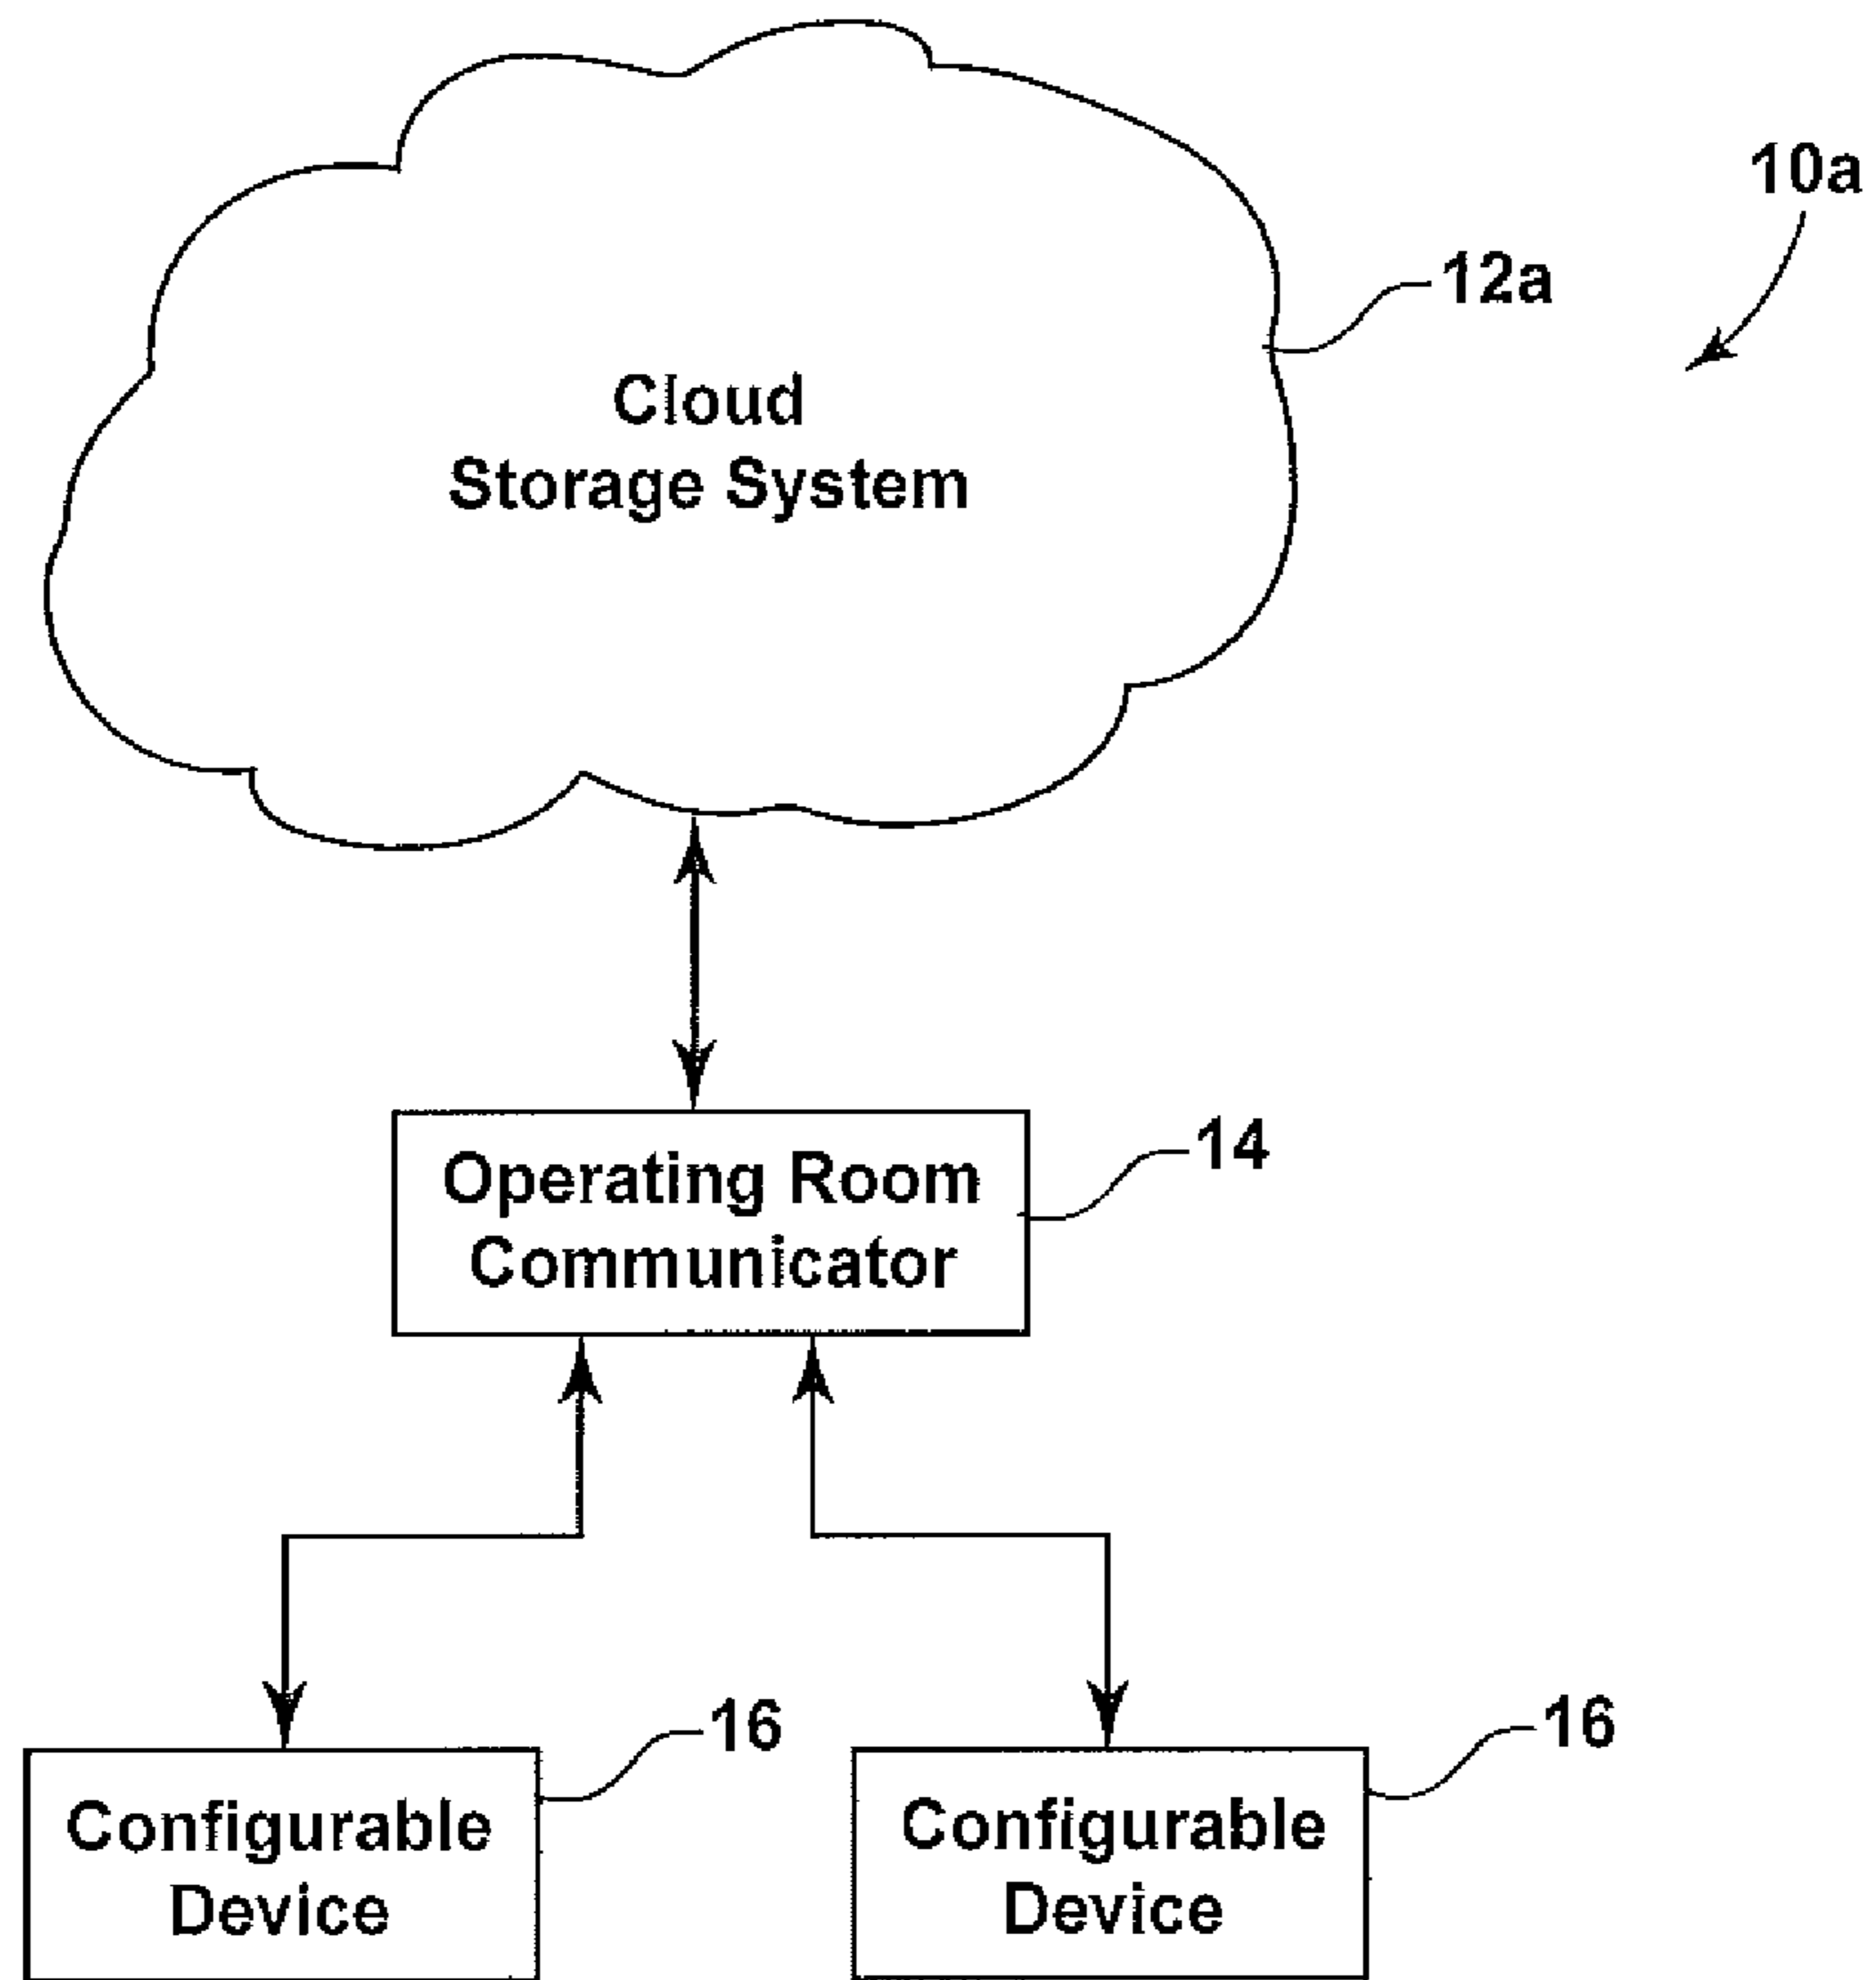 10a
12a
Cloud
Storage System
14
Operating Room
Communicator
16
16
Configurable
Device
Configurable
Device